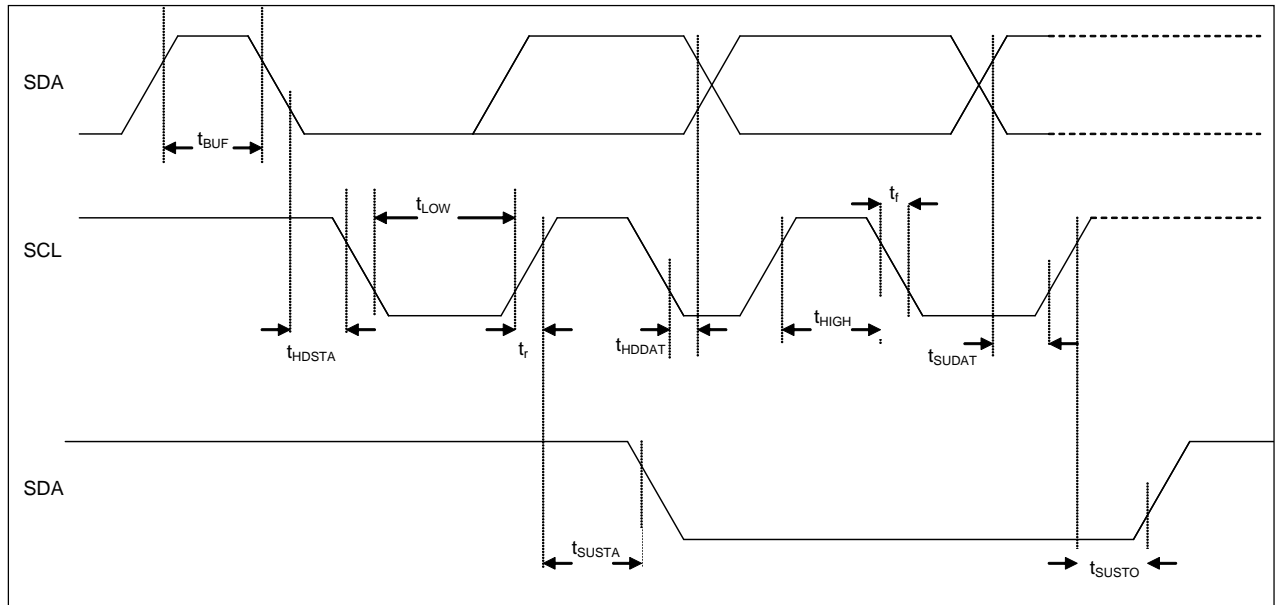 SDA
tBUF
tLOW
tf
SCL
tHDSTA
tr
tHDDAT
tHIGH
tSUDAT
SDA
tSUSTA
tSUSTO